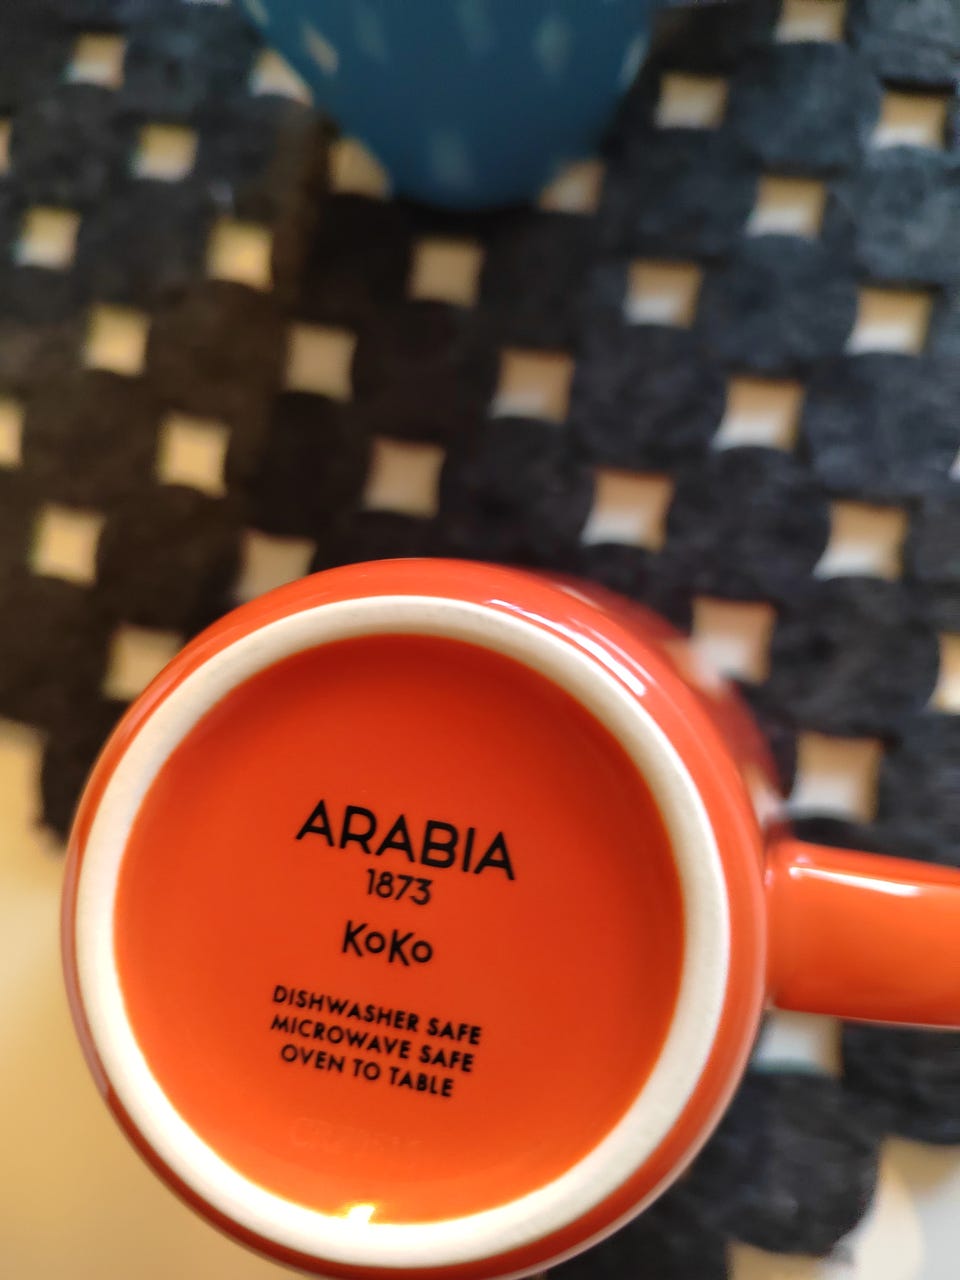 ARABIA
1873
KoKo
DISHWASHER SAFE
MICROWAVE SAFE
OVEN TO TABLE